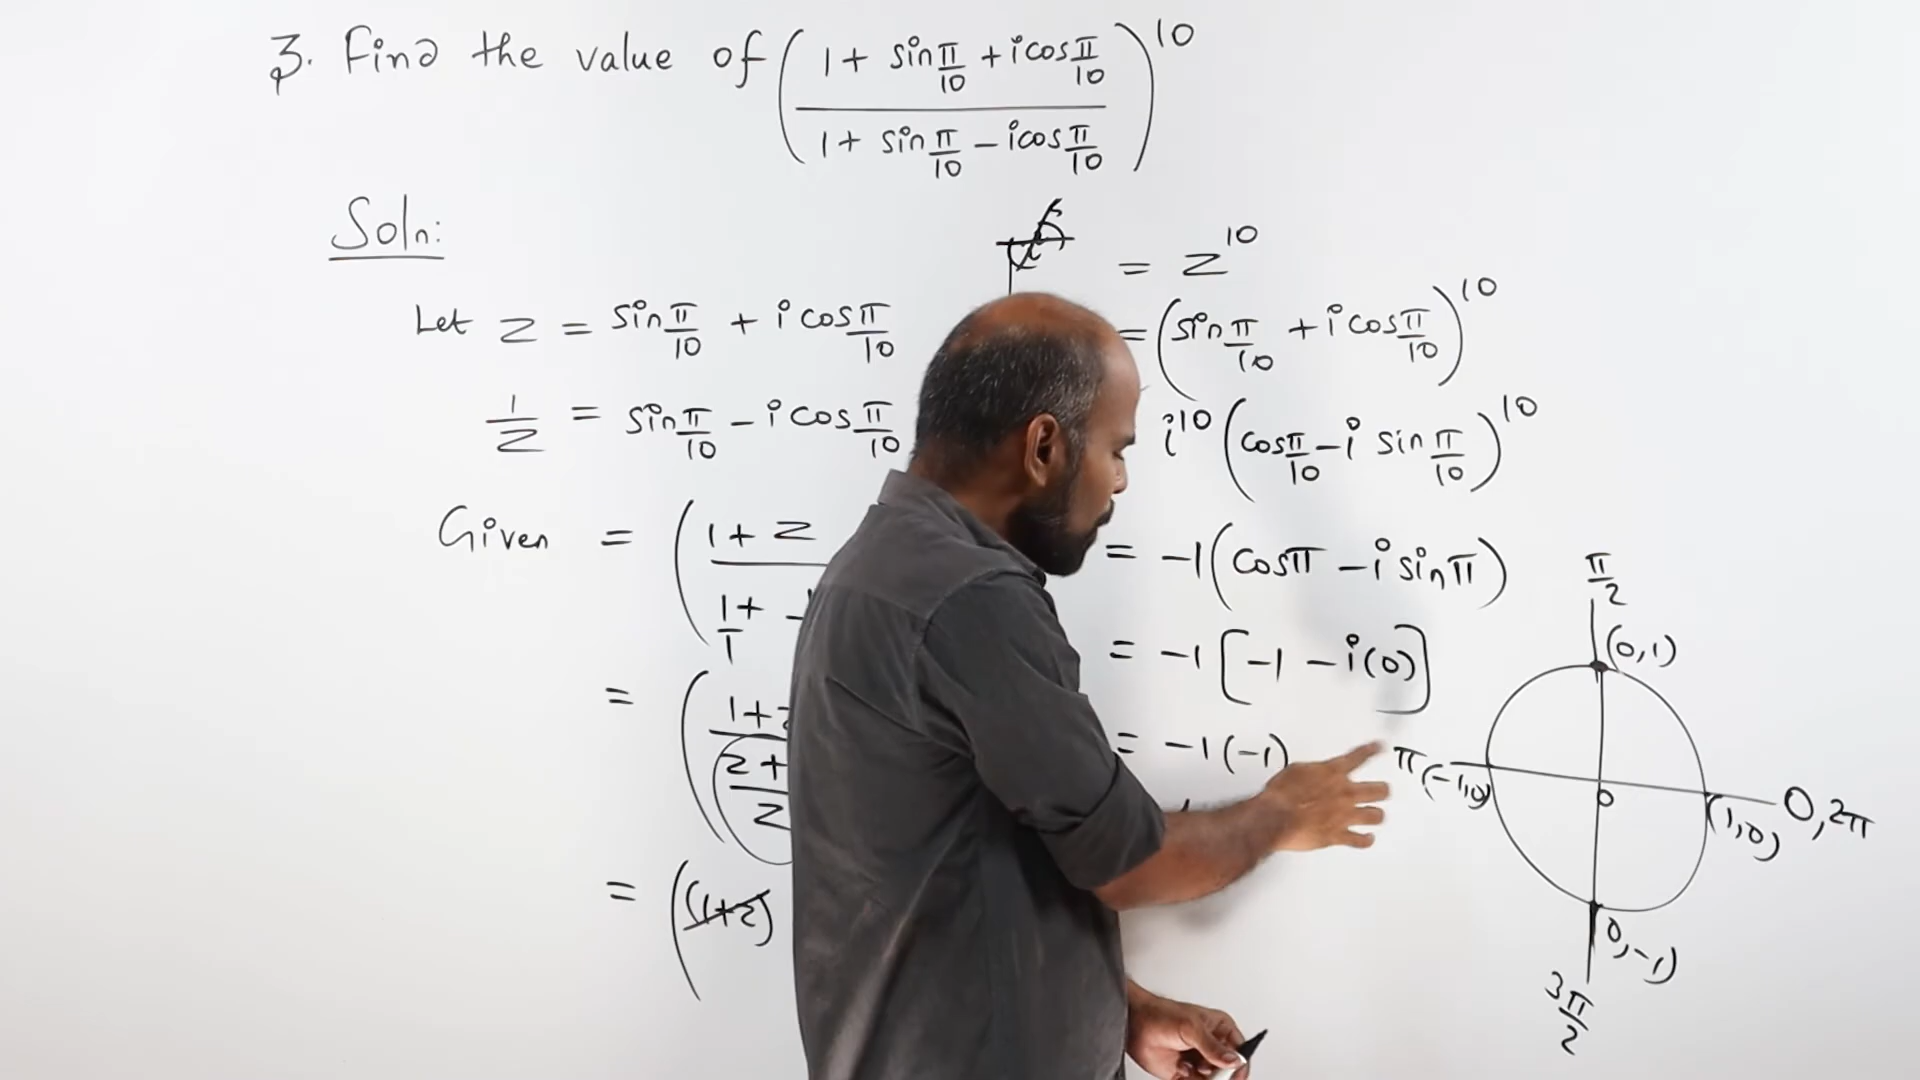 3. Find the value of (1 + sin π/10 + i cos π/10 / 1 + sin π/10 - i cos π/10)^10
Soln:
Let z = sin π/10 + i cos π/10
1/z = sin π/10 - i cos π/10
Given = (1 + z
1/1 +
= (1 + z
z +
z
= ((1+z)
= z^10
= (sin π/10 + i cos π/10)^10
i^10 (cos π/10 - i sin π/10)^10
= -1 (cos π - i sin π)
= -1 [-1 - i(0)]
= -1 (-1)
π/2
(0, 1)
π (-1, 0)
0
(1, 0)
0, 2π
0, -1)
3π/2